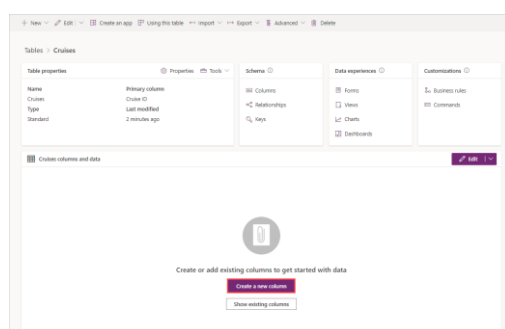 New Edit Create an app Using this table Import Export Advanced Delete
Tables > Cruises
Table properties Properties Tools
Name Primary column
Cruises Cruise ID
Type Last modified
Standard 2 minutes ago
Schema
Columns
Relationships
Keys
Data experiences
Forms
Views
Charts
Dashboards
Customizations
Business rules
Commands
Cruises columns and data Edit
Create or add existing columns to get started with data
Create a new column
Show existing columns